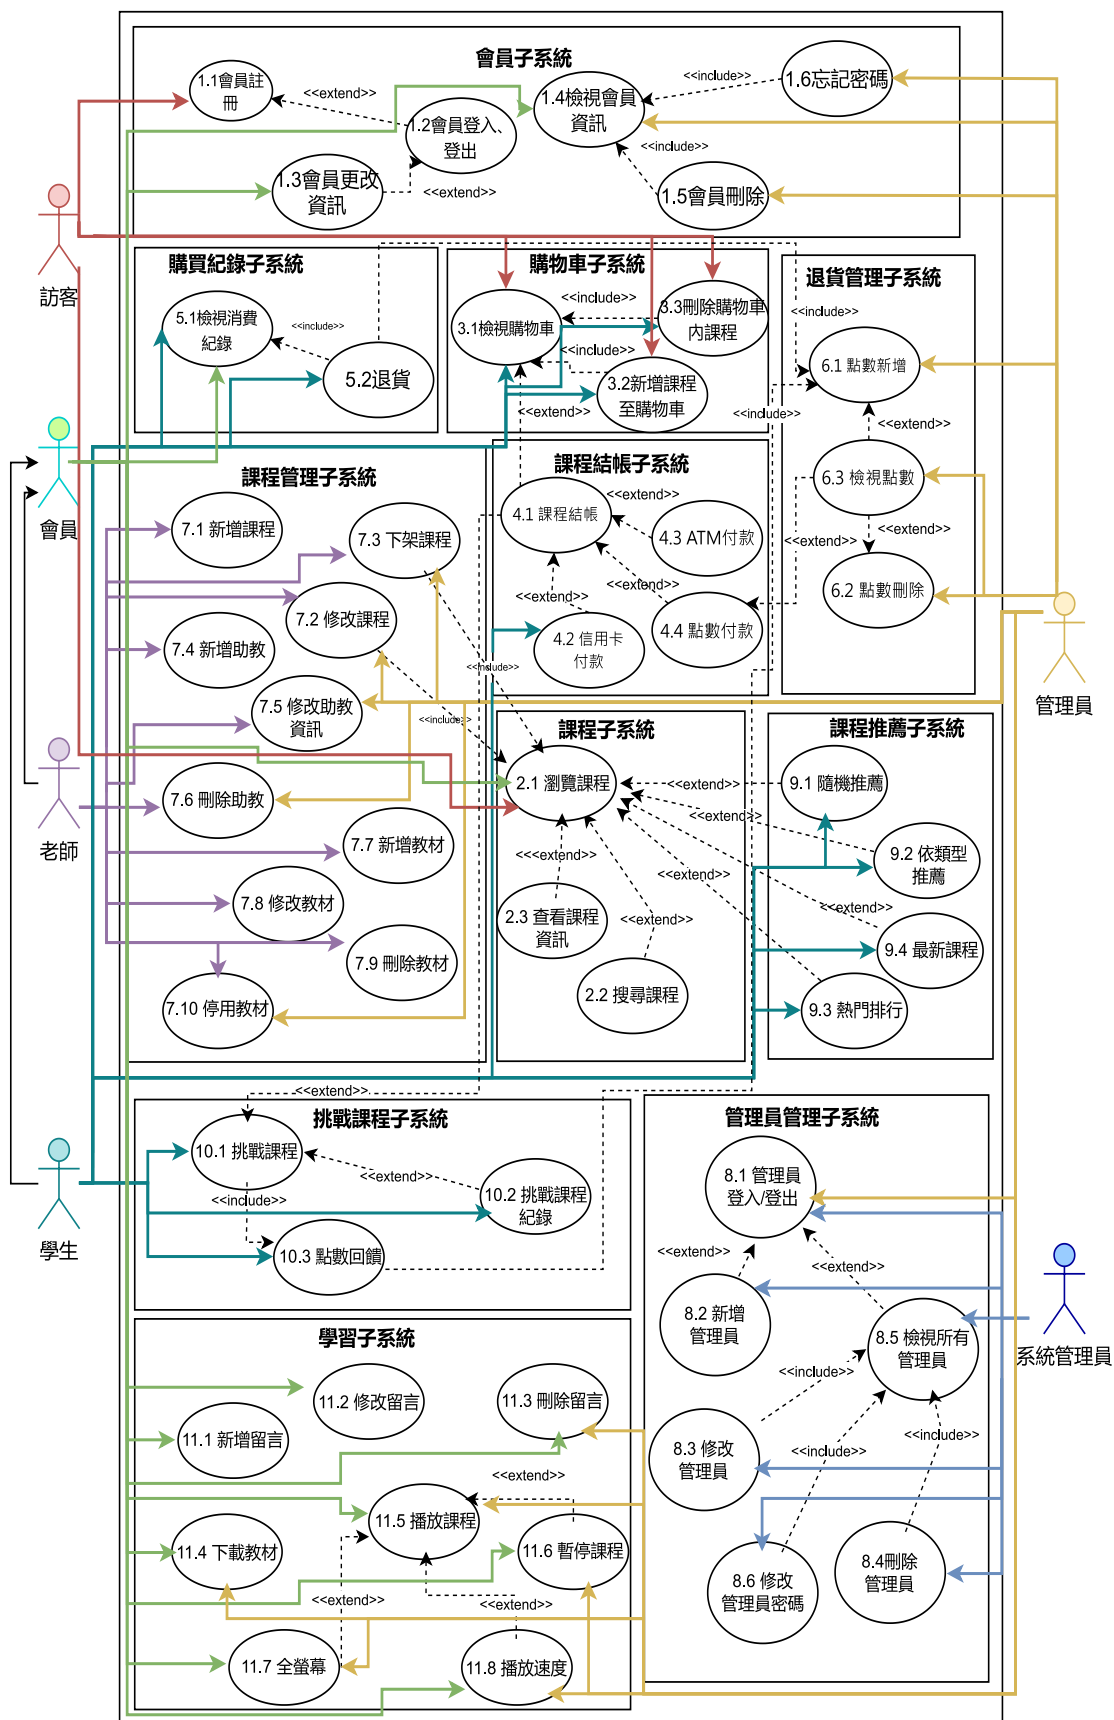 會員子系統
1.1會員註
冊
<<extend>>
1.2會員登入、
登出
1.3會員更改
資訊
<<extend>>
1.4檢視會員
資訊
<<include>>
1.6忘記密碼
<<include>>
1.5會員刪除
訪客
購買紀錄子系統
5.1檢視消費
紀錄
<<include>>
5.2退貨
購物車子系統
3.1檢視購物車
<<include>>
3.3刪除購物車
內課程
<<include>>
3.2新增課程
至購物車
<<extend>>
退貨管理子系統
6.1 點數新增
<<include>>
<<extend>>
6.3 檢視點數
<<extend>>
<<extend>>
6.2 點數刪除
會員
課程管理子系統
7.1 新增課程
7.3 下架課程
7.2 修改課程
7.4 新增助教
7.5 修改助教
資訊
<<include>>
<<include>>
7.6 刪除助教
7.7 新增教材
7.8 修改教材
7.9 刪除教材
7.10 停用教材
課程結帳子系統
4.1 課程結帳
<<extend>>
4.3 ATM付款
<<extend>>
<<extend>>
4.2 信用卡
付款
4.4 點數付款
管理員
老師
課程子系統
2.1 瀏覽課程
<<<extend>>
2.3 查看課程
資訊
<<extend>>
2.2 搜尋課程
課程推薦子系統
<<extend>>
9.1 隨機推薦
<<extend>>
9.2 依類型
推薦
<<extend>>
9.4 最新課程
9.3 熱門排行
<<extend>>
挑戰課程子系統
10.1 挑戰課程
<<extend>>
<<include>>
10.2 挑戰課程
紀錄
10.3 點數回饋
學生
管理員管理子系統
8.1 管理員
登入/登出
<<extend>>
<<extend>>
8.2 新增
管理員
8.5 檢視所有
管理員
<<include>>
<<include>>
<<include>>
8.3 修改
管理員
8.6 修改
管理員密碼
8.4刪除
管理員
系統管理員
學習子系統
11.2 修改留言
11.3 刪除留言
11.1 新增留言
<<extend>>
11.5 播放課程
11.4 下載教材
11.6 暫停課程
<<extend>>
<<extend>>
11.7 全螢幕
11.8 播放速度